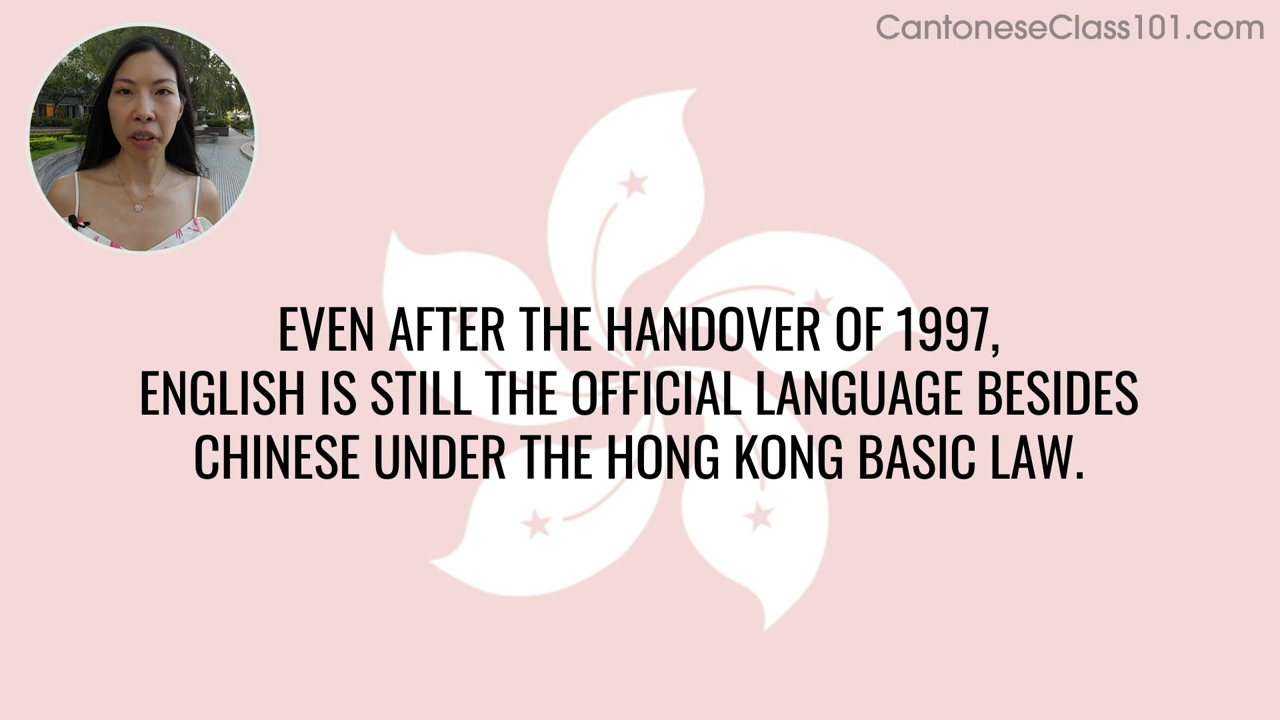 CantoneseClass101.com
EVEN AFTER THE HANDOVER OF 1997,
ENGLISH IS STILL THE OFFICIAL LANGUAGE BESIDES
CHINESE UNDER THE HONG KONG BASIC LAW.